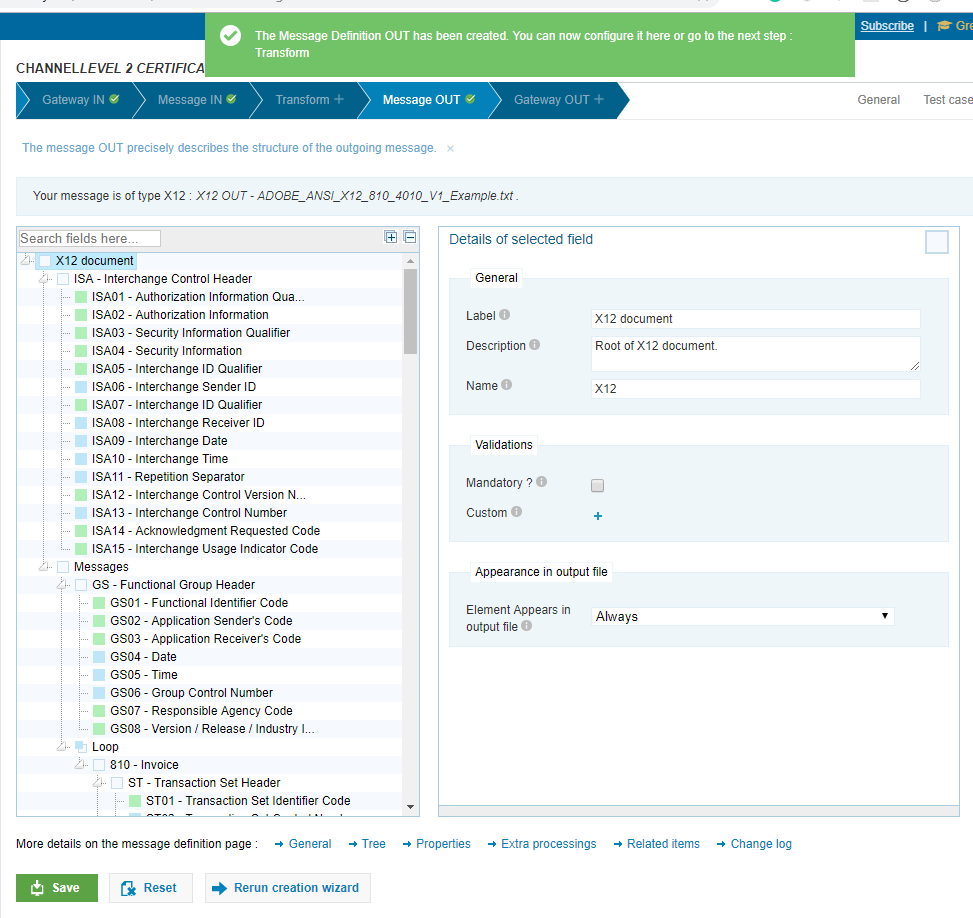 The Message Definition OUT has been created. You can now configure it here or go to the next step :
Transform
Subscribe | Gre
CHANNELLEVEL 2 CERTIFICA
Gateway IN
Message IN
Transform +
Message OUT
Gateway OUT +
General
Test case
The message OUT precisely describes the structure of the outgoing message. ×
Your message is of type X12 : X12 OUT - ADOBE_ANSI_X12_810_4010_V1_Example.txt .
Search fields here...
X12 document
ISA - Interchange Control Header
ISA01 - Authorization Information Qua...
ISA02 - Authorization Information
ISA03 - Security Information Qualifier
ISA04 - Security Information
ISA05 - Interchange ID Qualifier
ISA06 - Interchange Sender ID
ISA07 - Interchange ID Qualifier
ISA08 - Interchange Receiver ID
ISA09 - Interchange Date
ISA10 - Interchange Time
ISA11 - Repetition Separator
ISA12 - Interchange Control Version N...
ISA13 - Interchange Control Number
ISA14 - Acknowledgment Requested Code
ISA15 - Interchange Usage Indicator Code
Messages
GS - Functional Group Header
GS01 - Functional Identifier Code
GS02 - Application Sender's Code
GS03 - Application Receiver's Code
GS04 - Date
GS05 - Time
GS06 - Group Control Number
GS07 - Responsible Agency Code
GS08 - Version / Release / Industry I...
Loop
810 - Invoice
ST - Transaction Set Header
ST01 - Transaction Set Identifier Code
Details of selected field
General
Label
X12 document
Description
Root of X12 document.
Name
X12
Validations
Mandatory ?
Custom
+
Appearance in output file
Element Appears in
output file
Always
More details on the message definition page :
General
Tree
Properties
Extra processings
Related items
Change log
Save
Reset
Rerun creation wizard